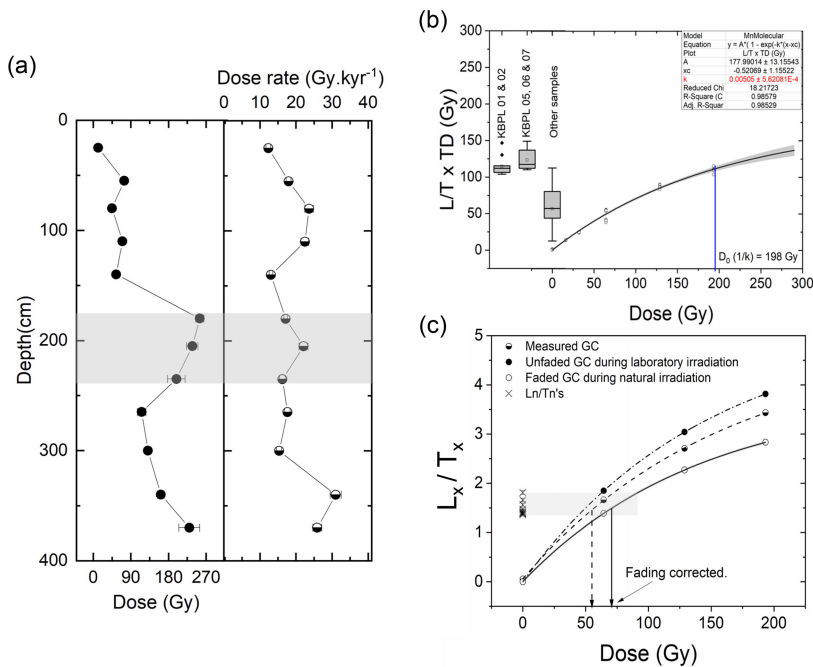 (a)
Dose rate (Gy.kyr-1)
0 10 20 30 40
0
100
200
300
400
Depth(cm)
0 90 180 270
Dose (Gy)
(b)
300
250
200
150
100
50
0
L/T x TD (Gy)
KBPL 01 & 02
KBPL 05, 06 & 07
Other samples
Model MnMolecular
Equation y = A*( 1 - exp(-k*(x-xc)
Plot L/T x TD (Gy)
A 177.99014 ± 13.15543
xc -0.52069 ± 1.15522
k 0.00505 ± 5.62081E-4
Reduced Chi 18.21723
R-Square (C 0.98579
Adj. R-Squar 0.98529
D0 (1/k) = 198 Gy
0 50 100 150 200 250 300
Dose (Gy)
(c)
5
4
3
2
1
0
Lx / Tx
Measured GC
Unfaded GC during laboratory irradiation
Faded GC during natural irradiation
Ln/Tn's
Fading corrected.
0 50 100 150 200
Dose (Gy)